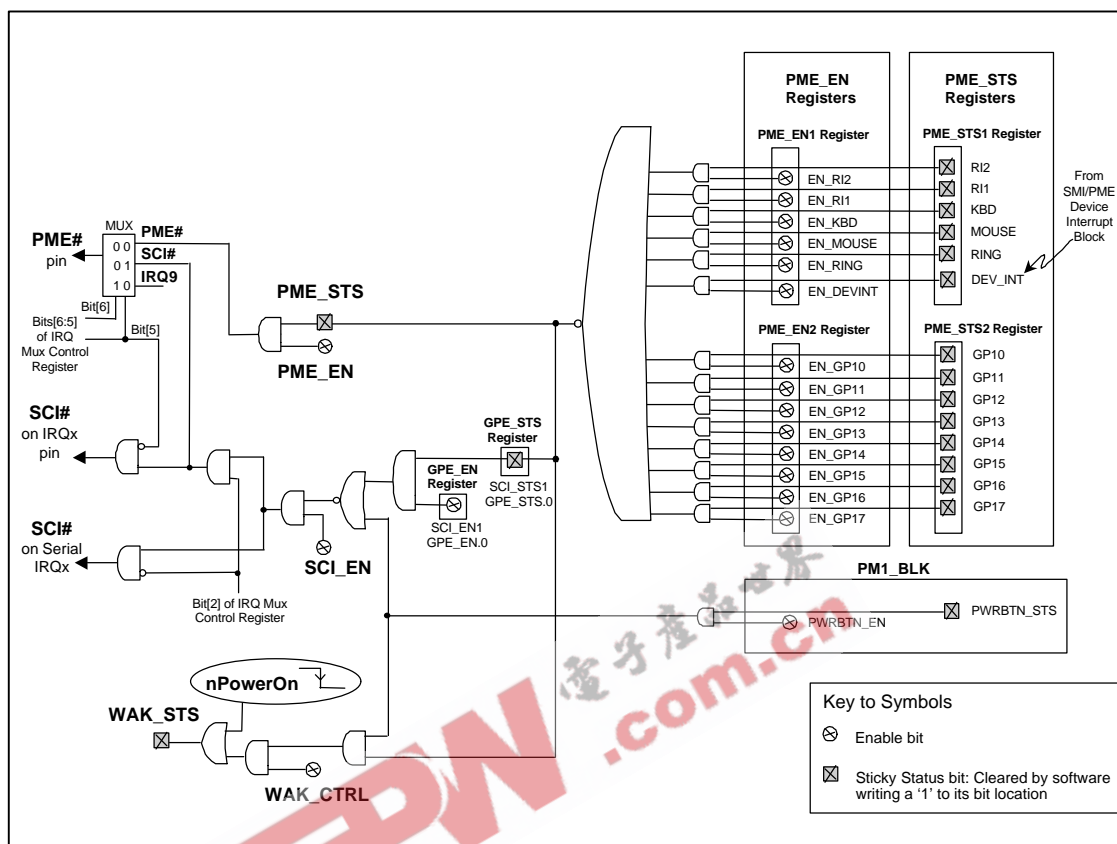 PME_EN
Registers
PME_STS
Registers
PME_EN1 Register
PME_STS1 Register
EN_RI2
EN_RI1
EN_KBD
EN_MOUSE
EN_RING
EN_DEVINT
RI2
RI1
KBD
MOUSE
RING
DEV_INT
From
SMI/PME
Device
Interrupt
Block
MUX
PME#
pin
0 0
0 1
1 0
PME#
SCI#
IRQ9
Bit[6]
Bits[6:5]
of IRQ
Mux Control
Register
Bit[5]
PME_STS
PME_EN
PME_EN2 Register
PME_STS2 Register
EN_GP10
EN_GP11
EN_GP12
EN_GP13
EN_GP14
EN_GP15
EN_GP16
EN_GP17
GP10
GP11
GP12
GP13
GP14
GP15
GP16
GP17
SCI#
on IRQx
pin
GPE_STS
Register
SCI_STS1
GPE_STS.0
GPE_EN
Register
SCI_EN1
GPE_EN.0
SCI#
on Serial
IRQx
SCI_EN
Bit[2] of IRQ Mux
Control Register
PM1_BLK
PWRBTN_EN
PWRBTN_STS
nPowerOn
WAK_STS
WAK_CTRL
Key to Symbols
Enable bit
Sticky Status bit: Cleared by software
writing a '1' to its bit location
電子產品世界
.com.cn